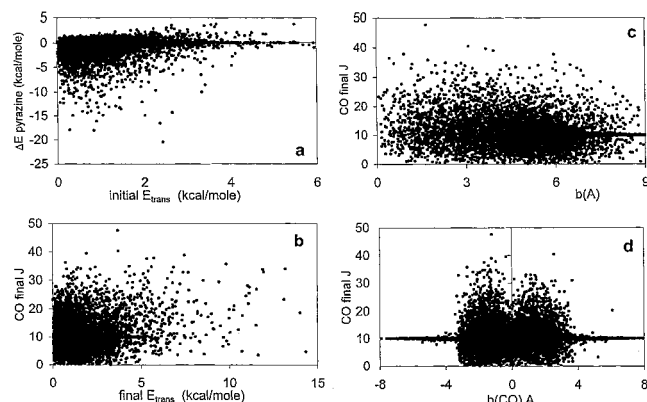 ΔE pyrazine (kcal/mole)
5
0
-5
-10
-15
-20
-25
a
0 2 4 6
initial E_trans (kcal/mole)
CO final J
50
40
30
20
10
0
c
0 3 6 9
b(A)
CO final J
50
40
30
20
10
0
b
0 5 10 15
final E_trans (kcal/mole)
CO final J
50
40
30
20
10
0
d
-8 -4 0 4 8
b(CO) A